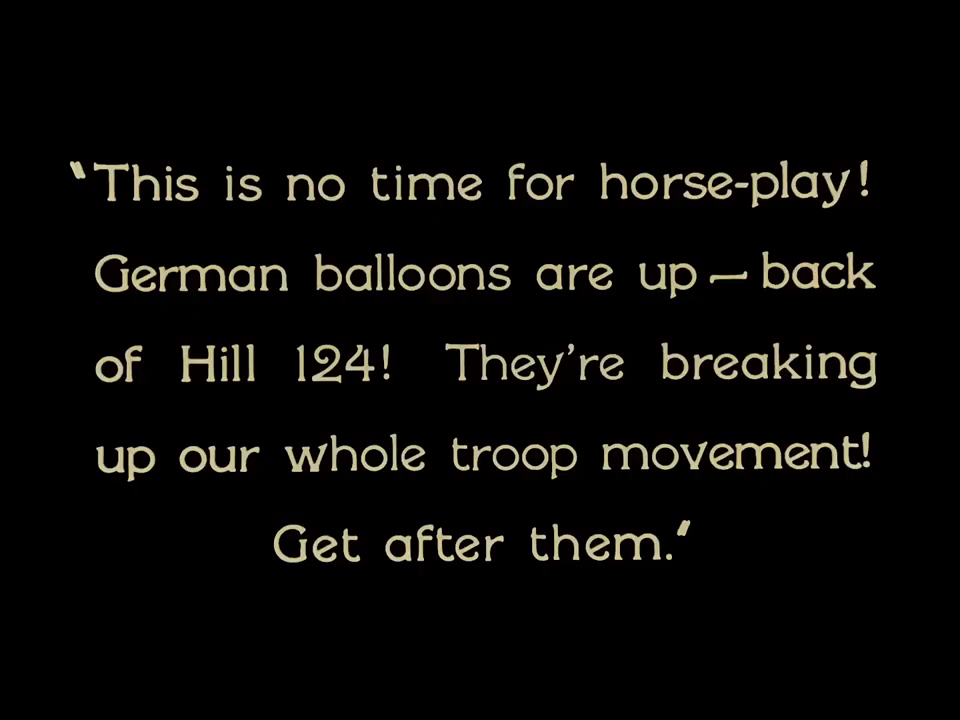 "This is no time for horse-play!
German balloons are up — back
of Hill 124! They're breaking
up our whole troop movement!
Get after them."